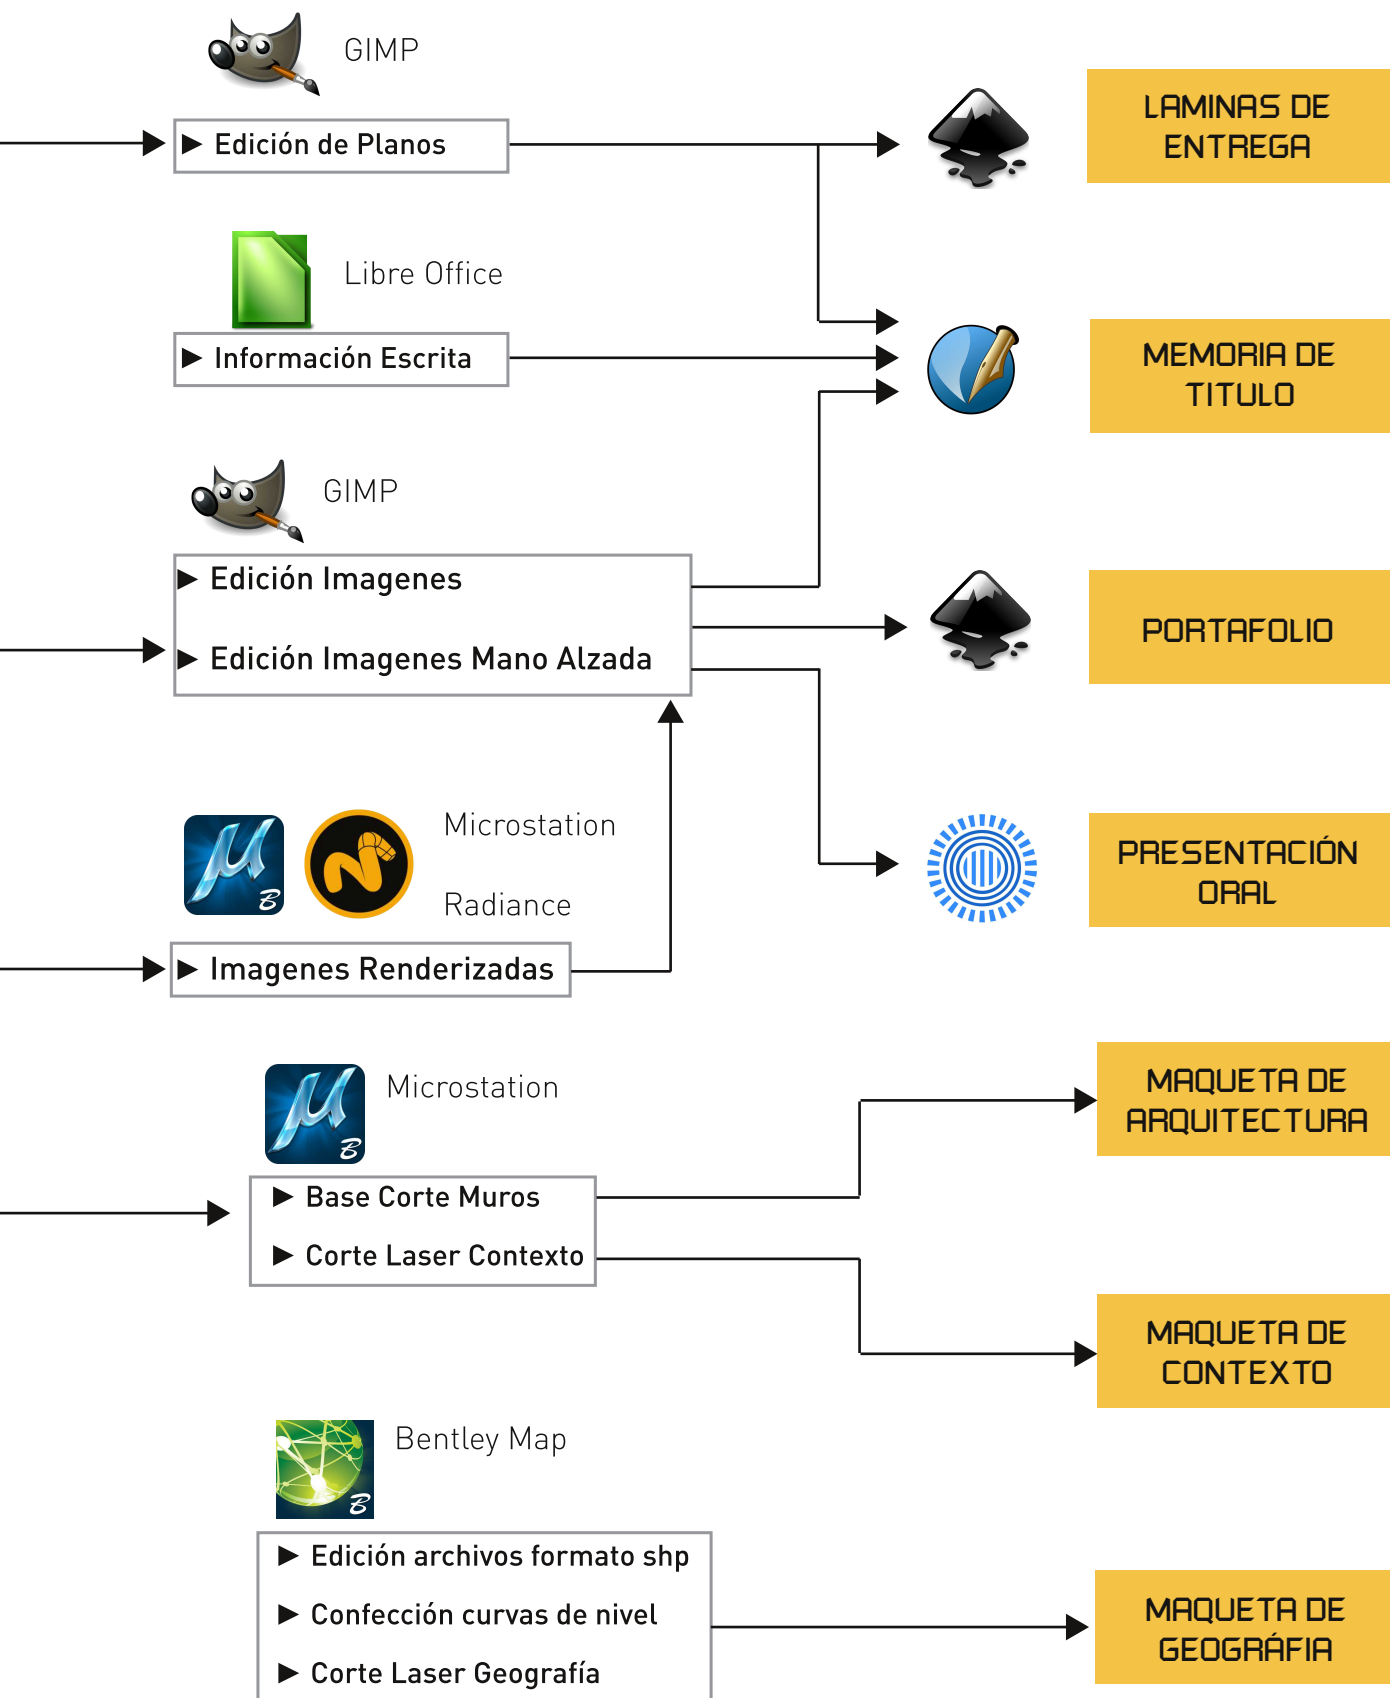 GIMP
► Edición de Planos
LAMINAS DE
ENTREGA
Libre Office
► Información Escrita
MEMORIA DE
TITULO
GIMP
► Edición Imagenes
► Edición Imagenes Mano Alzada
PORTAFOLIO
Microstation
Radiance
► Imagenes Renderizadas
PRESENTACIÓN
ORAL
Microstation
► Base Corte Muros
► Corte Laser Contexto
MAQUETA DE
ARQUITECTURA
MAQUETA DE
CONTEXTO
Bentley Map
► Edición archivos formato shp
► Confección curvas de nivel
► Corte Laser Geografía
MAQUETA DE
GEOGRÁFIA